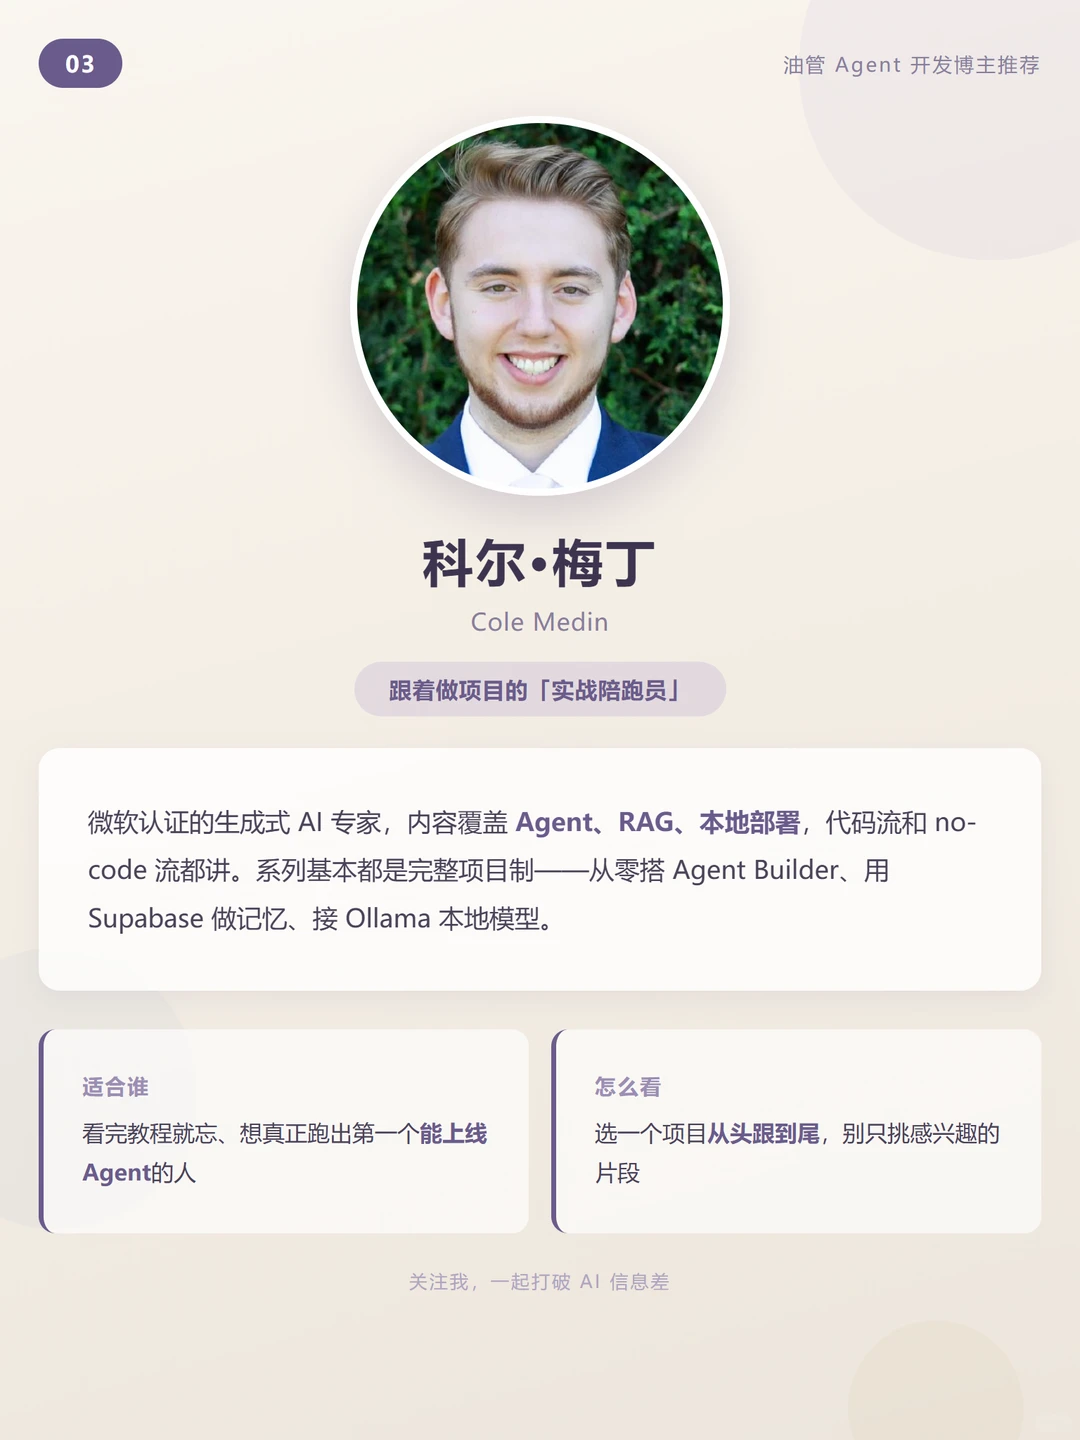 03
油管 Agent 开发博主推荐
科尔·梅丁
Cole Medin
跟着做项目的「实战陪跑员」
微软认证的生成式 AI 专家，内容覆盖 Agent、RAG、本地部署，代码流和 no-
code 流都讲。系列基本都是完整项目制——从零搭 Agent Builder、用
Supabase 做记忆、接 Ollama 本地模型。
适合谁
看完教程就忘、想真正跑出第一个能上线
Agent的人
怎么看
选一个项目从头跟到尾，别只挑感兴趣的
片段
关注我，一起打破 AI 信息差